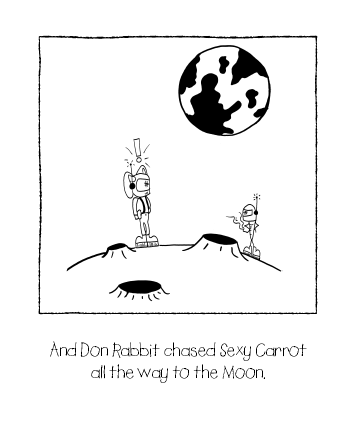 And Don Rabbit chased Sexy Carrot
all the way to the Moon.